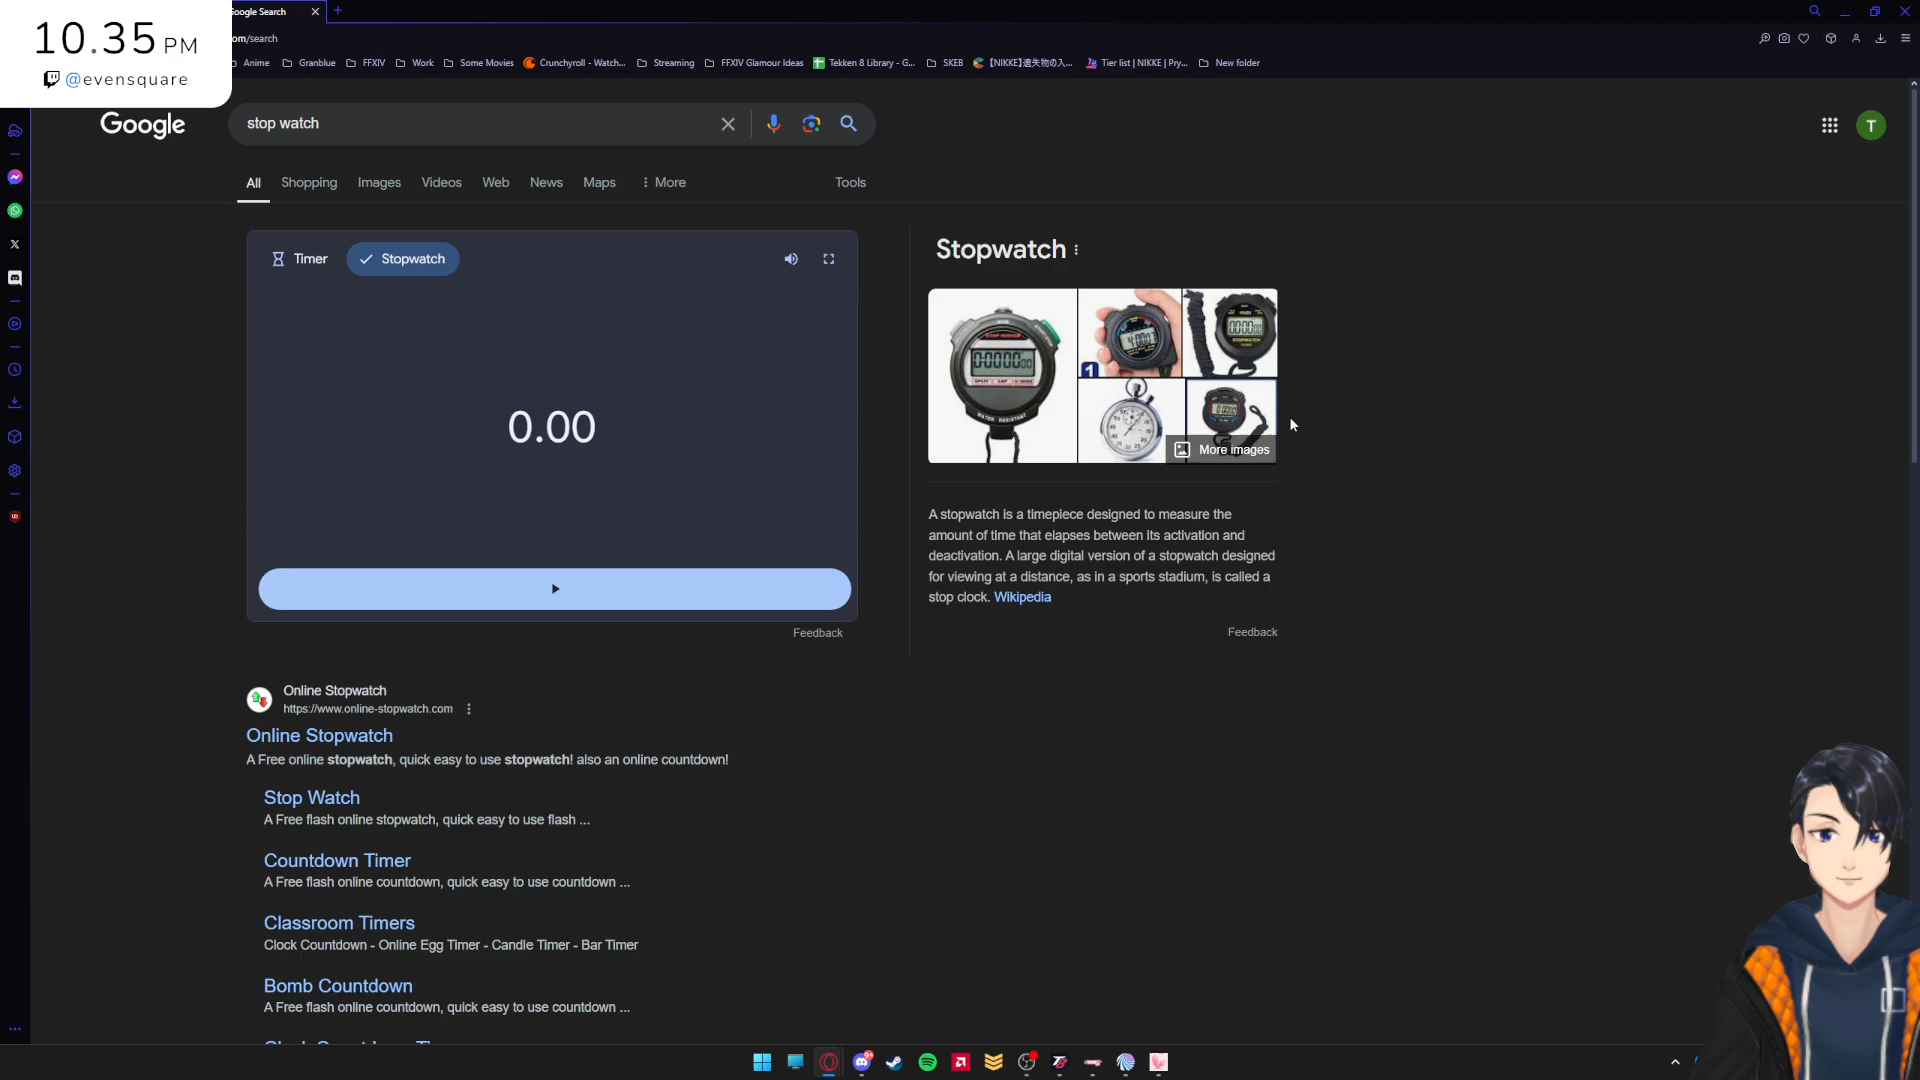 10.35 PM
@evensquare
Google Search
om/search
Anime
Granblue
FFXIV
Work
Some Movies
Crunchyroll - Watch...
Streaming
FFXIV Glamour Ideas
Tekken 8 Library - G...
SKEB
【NIKKE】遺失物の入...
Tier list | NIKKE | Pry...
New folder
Google
stop watch
T
All
Shopping
Images
Videos
Web
News
Maps
More
Tools
Timer
Stopwatch
0.00
Feedback
Stopwatch
More images
A stopwatch is a timepiece designed to measure the
amount of time that elapses between its activation and
deactivation. A large digital version of a stopwatch designed
for viewing at a distance, as in a sports stadium, is called a
stop clock. Wikipedia
Feedback
Online Stopwatch
https://www.online-stopwatch.com
Online Stopwatch
A Free online stopwatch, quick easy to use stopwatch! also an online countdown!
Stop Watch
A Free flash online stopwatch, quick easy to use flash ...
Countdown Timer
A Free flash online countdown, quick easy to use countdown ...
Classroom Timers
Clock Countdown - Online Egg Timer - Candle Timer - Bar Timer
Bomb Countdown
A Free flash online countdown, quick easy to use countdown ...